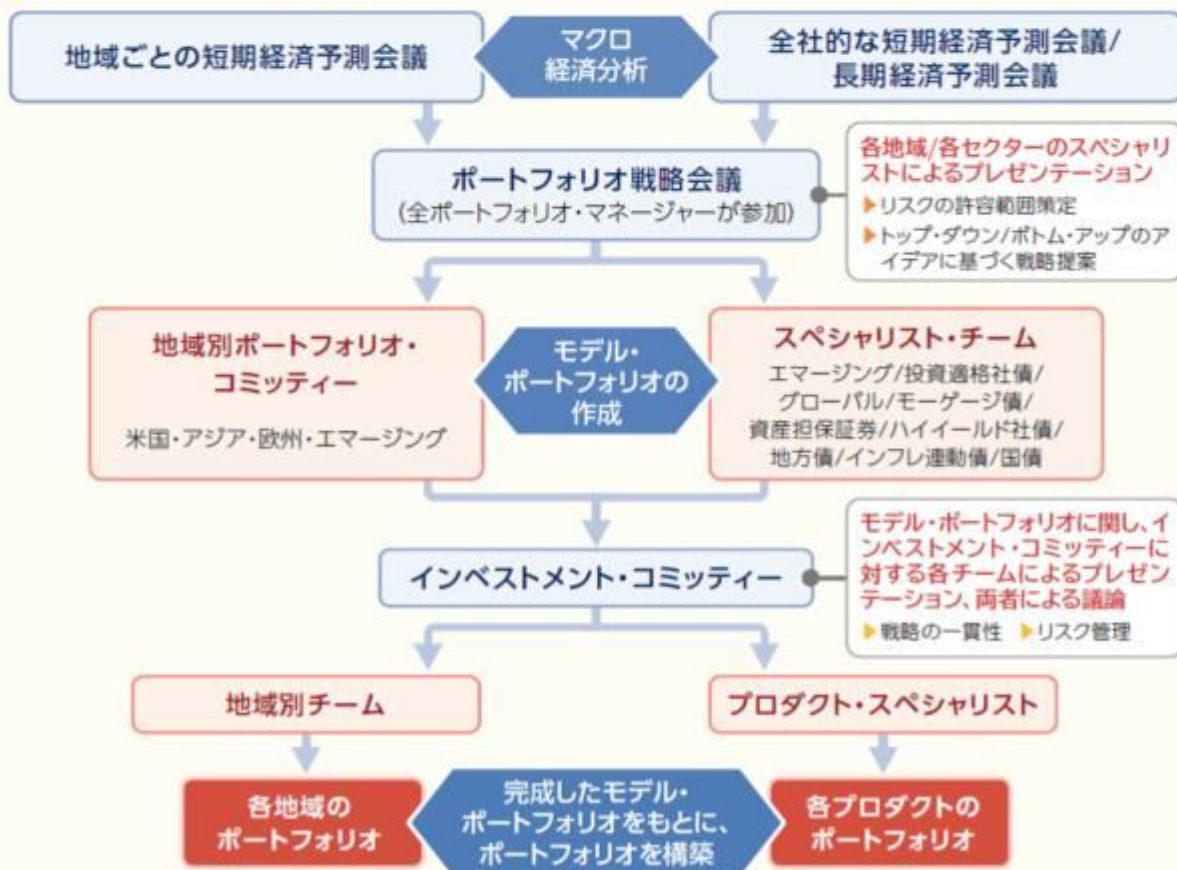 地域ごとの短期経済予測会議
マクロ
経済分析
全社的な短期経済予測会議/
長期経済予測会議
ポートフォリオ戦略会議
(全ポートフォリオ・マネージャーが参加)
各地域/各セクターのスペシャリ
ストによるプレゼンテーション
▶リスクの許容範囲策定
▶トップ・ダウン/ボトム・アップのア
イデアに基づく戦略提案
地域別ポートフォリオ・
コミッティー
米国・アジア・欧州・エマージング
モデル・
ポートフォリオの
作成
スペシャリスト・チーム
エマージング/投資適格社債/
グローバル/モーゲージ債/
資産担保証券/ハイイールド社債/
地方債/インフレ連動債/国債
インベストメント・コミッティー
モデル・ポートフォリオに関し、イ
ンベストメント・コミッティーに
対する各チームによるプレゼン
テーション、両者による議論
▶戦略の一貫性 ▶リスク管理
地域別チーム
プロダクト・スペシャリスト
各地域の
ポートフォリオ
完成したモデル・
ポートフォリオをもとに、
ポートフォリオを構築
各プロダクトの
ポートフォリオ